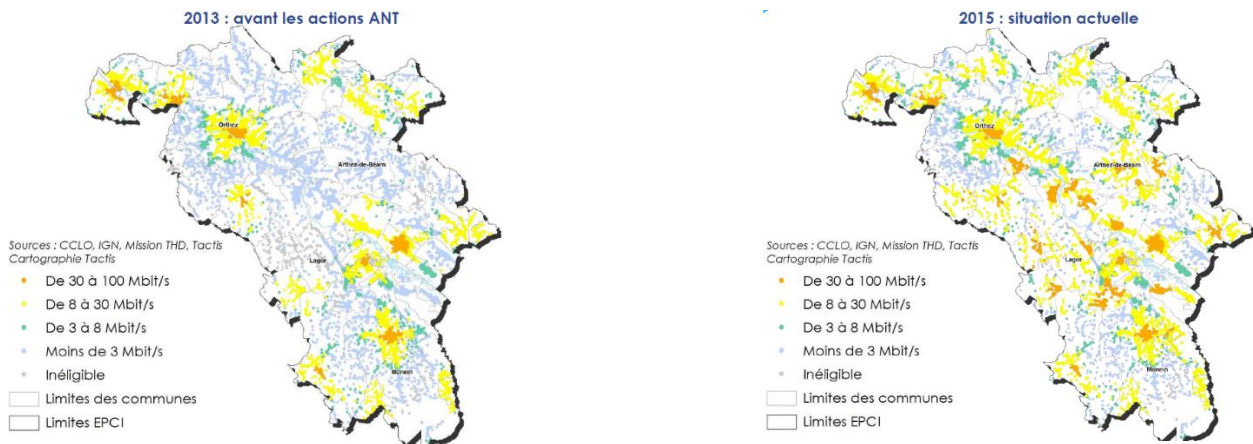 2013 : avant les actions ANT
Orthez
Arthez-de-Béarn
Lagor
Monein
Sources : CCLO, IGN, Mission THD, Tactis
Cartographie Tactis
De 30 à 100 Mbit/s
De 8 à 30 Mbit/s
De 3 à 8 Mbit/s
Moins de 3 Mbit/s
Inéligible
Limites des communes
Limites EPCI
2015 : situation actuelle
Orthez
Arthez-de-Béarn
Lagor
Monein
Sources : CCLO, IGN, Mission THD, Tactis
Cartographie Tactis
De 30 à 100 Mbit/s
De 8 à 30 Mbit/s
De 3 à 8 Mbit/s
Moins de 3 Mbit/s
Inéligible
Limites des communes
Limites EPCI